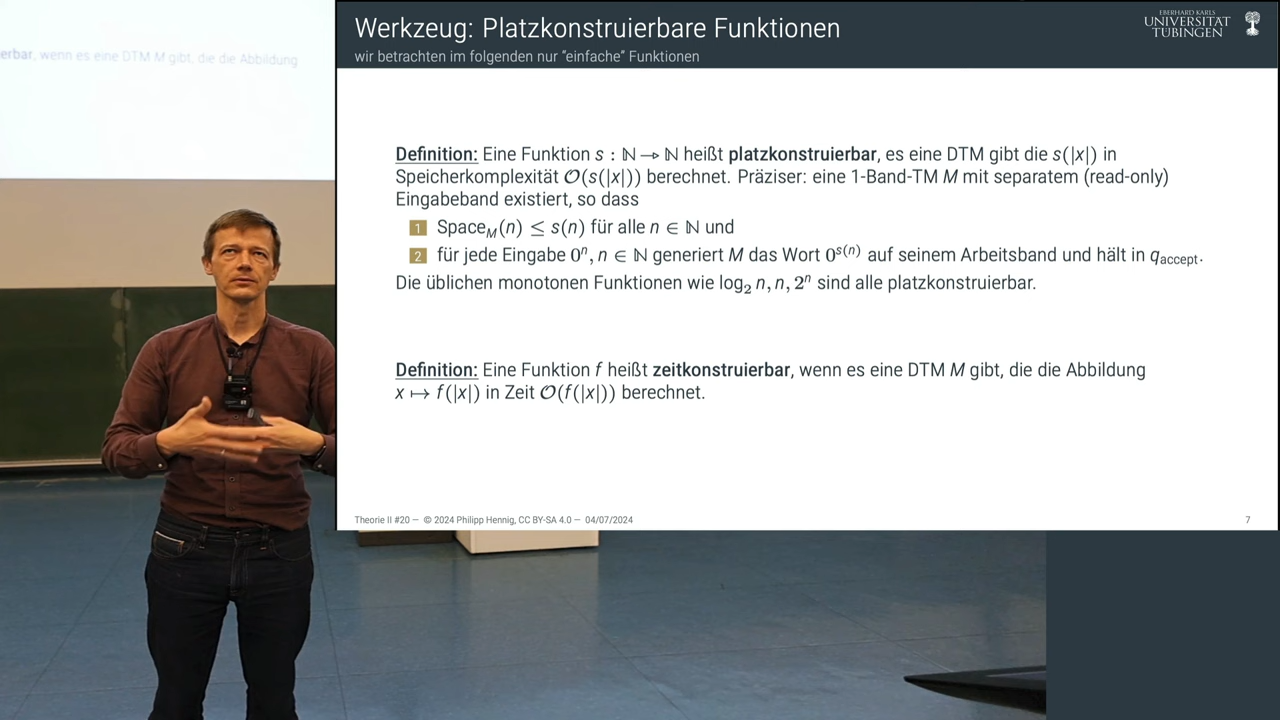 erbar, wenn es eine DTM M gibt, die die Abbildung
Werkzeug: Platzkonstruierbare Funktionen
wir betrachten im folgenden nur "einfache" Funktionen
EBERHARD KARLS
UNIVERSITAT
TUBINGEN
Definition: Eine Funktion s : ℕ → ℕ heißt platzkonstruierbar, es eine DTM gibt die s(|x|) in
Speicherkomplexität 𝒪(s(|x|)) berechnet. Präziser: eine 1-Band-TM M mit separatem (read-only)
Eingabeband existiert, so dass
1 Space_M(n) ≤ s(n) für alle n ∈ ℕ und
2 für jede Eingabe 0^n, n ∈ ℕ generiert M das Wort 0^{s(n)} auf seinem Arbeitsband und hält in q_accept.
Die üblichen monotonen Funktionen wie log₂ n, n, 2^n sind alle platzkonstruierbar.
Definition: Eine Funktion f heißt zeitkonstruierbar, wenn es eine DTM M gibt, die die Abbildung
x ↦ f(|x|) in Zeit 𝒪(f(|x|)) berechnet.
Theorie II #20 — © 2024 Philipp Hennig, CC BY-SA 4.0 — 04/07/2024
7